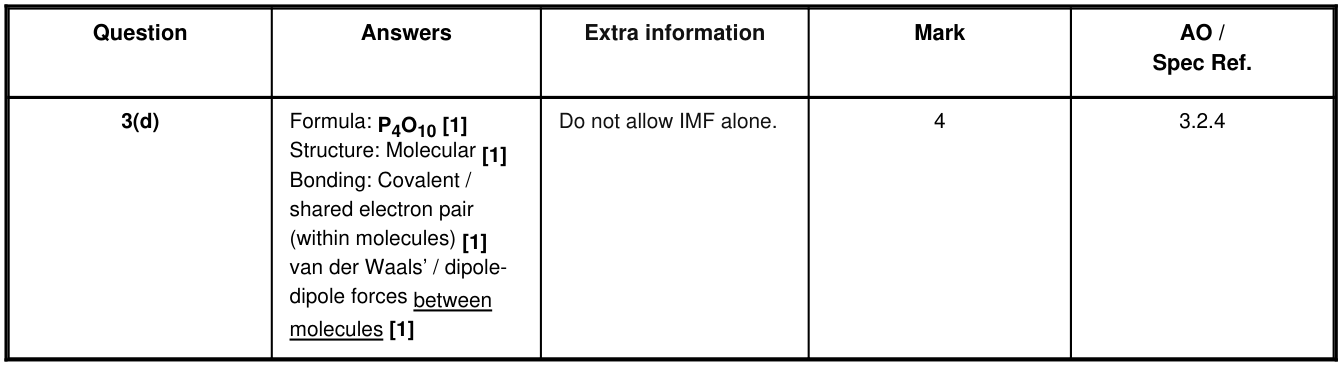 Question Answers Extra information Mark AO /
Spec Ref.
3(d) Formula: P4O10 [1] Do not allow IMF alone. 4 3.2.4
Structure: Molecular [1]
Bonding: Covalent /
shared electron pair
(within molecules) [1]
van der Waals’ / dipole-
dipole forces between
molecules [1]